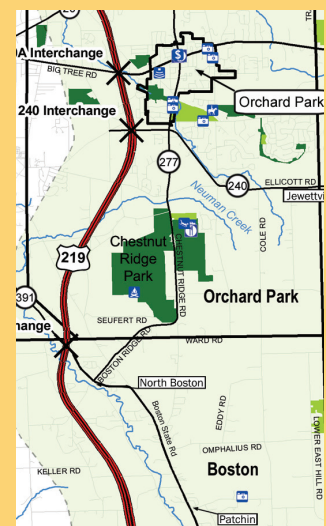 TR
20A Interchange
BIG TREE RD
Orchard Park
240 Interchange
277
240
ELLICOTT RD
Jewettvi
Neuman Creek
COLE RD
Chestnut
Ridge
Park
CHESTNUT RIDGE RD
219
Orchard Park
391
hange
SEUFERT RD
WARD RD
BOSTON RIDGE RD
North Boston
Boston State Rd
EDDY RD
OMPHALIUS RD
LOWER EAST HILL RD
KELLER RD
Boston
Patchin